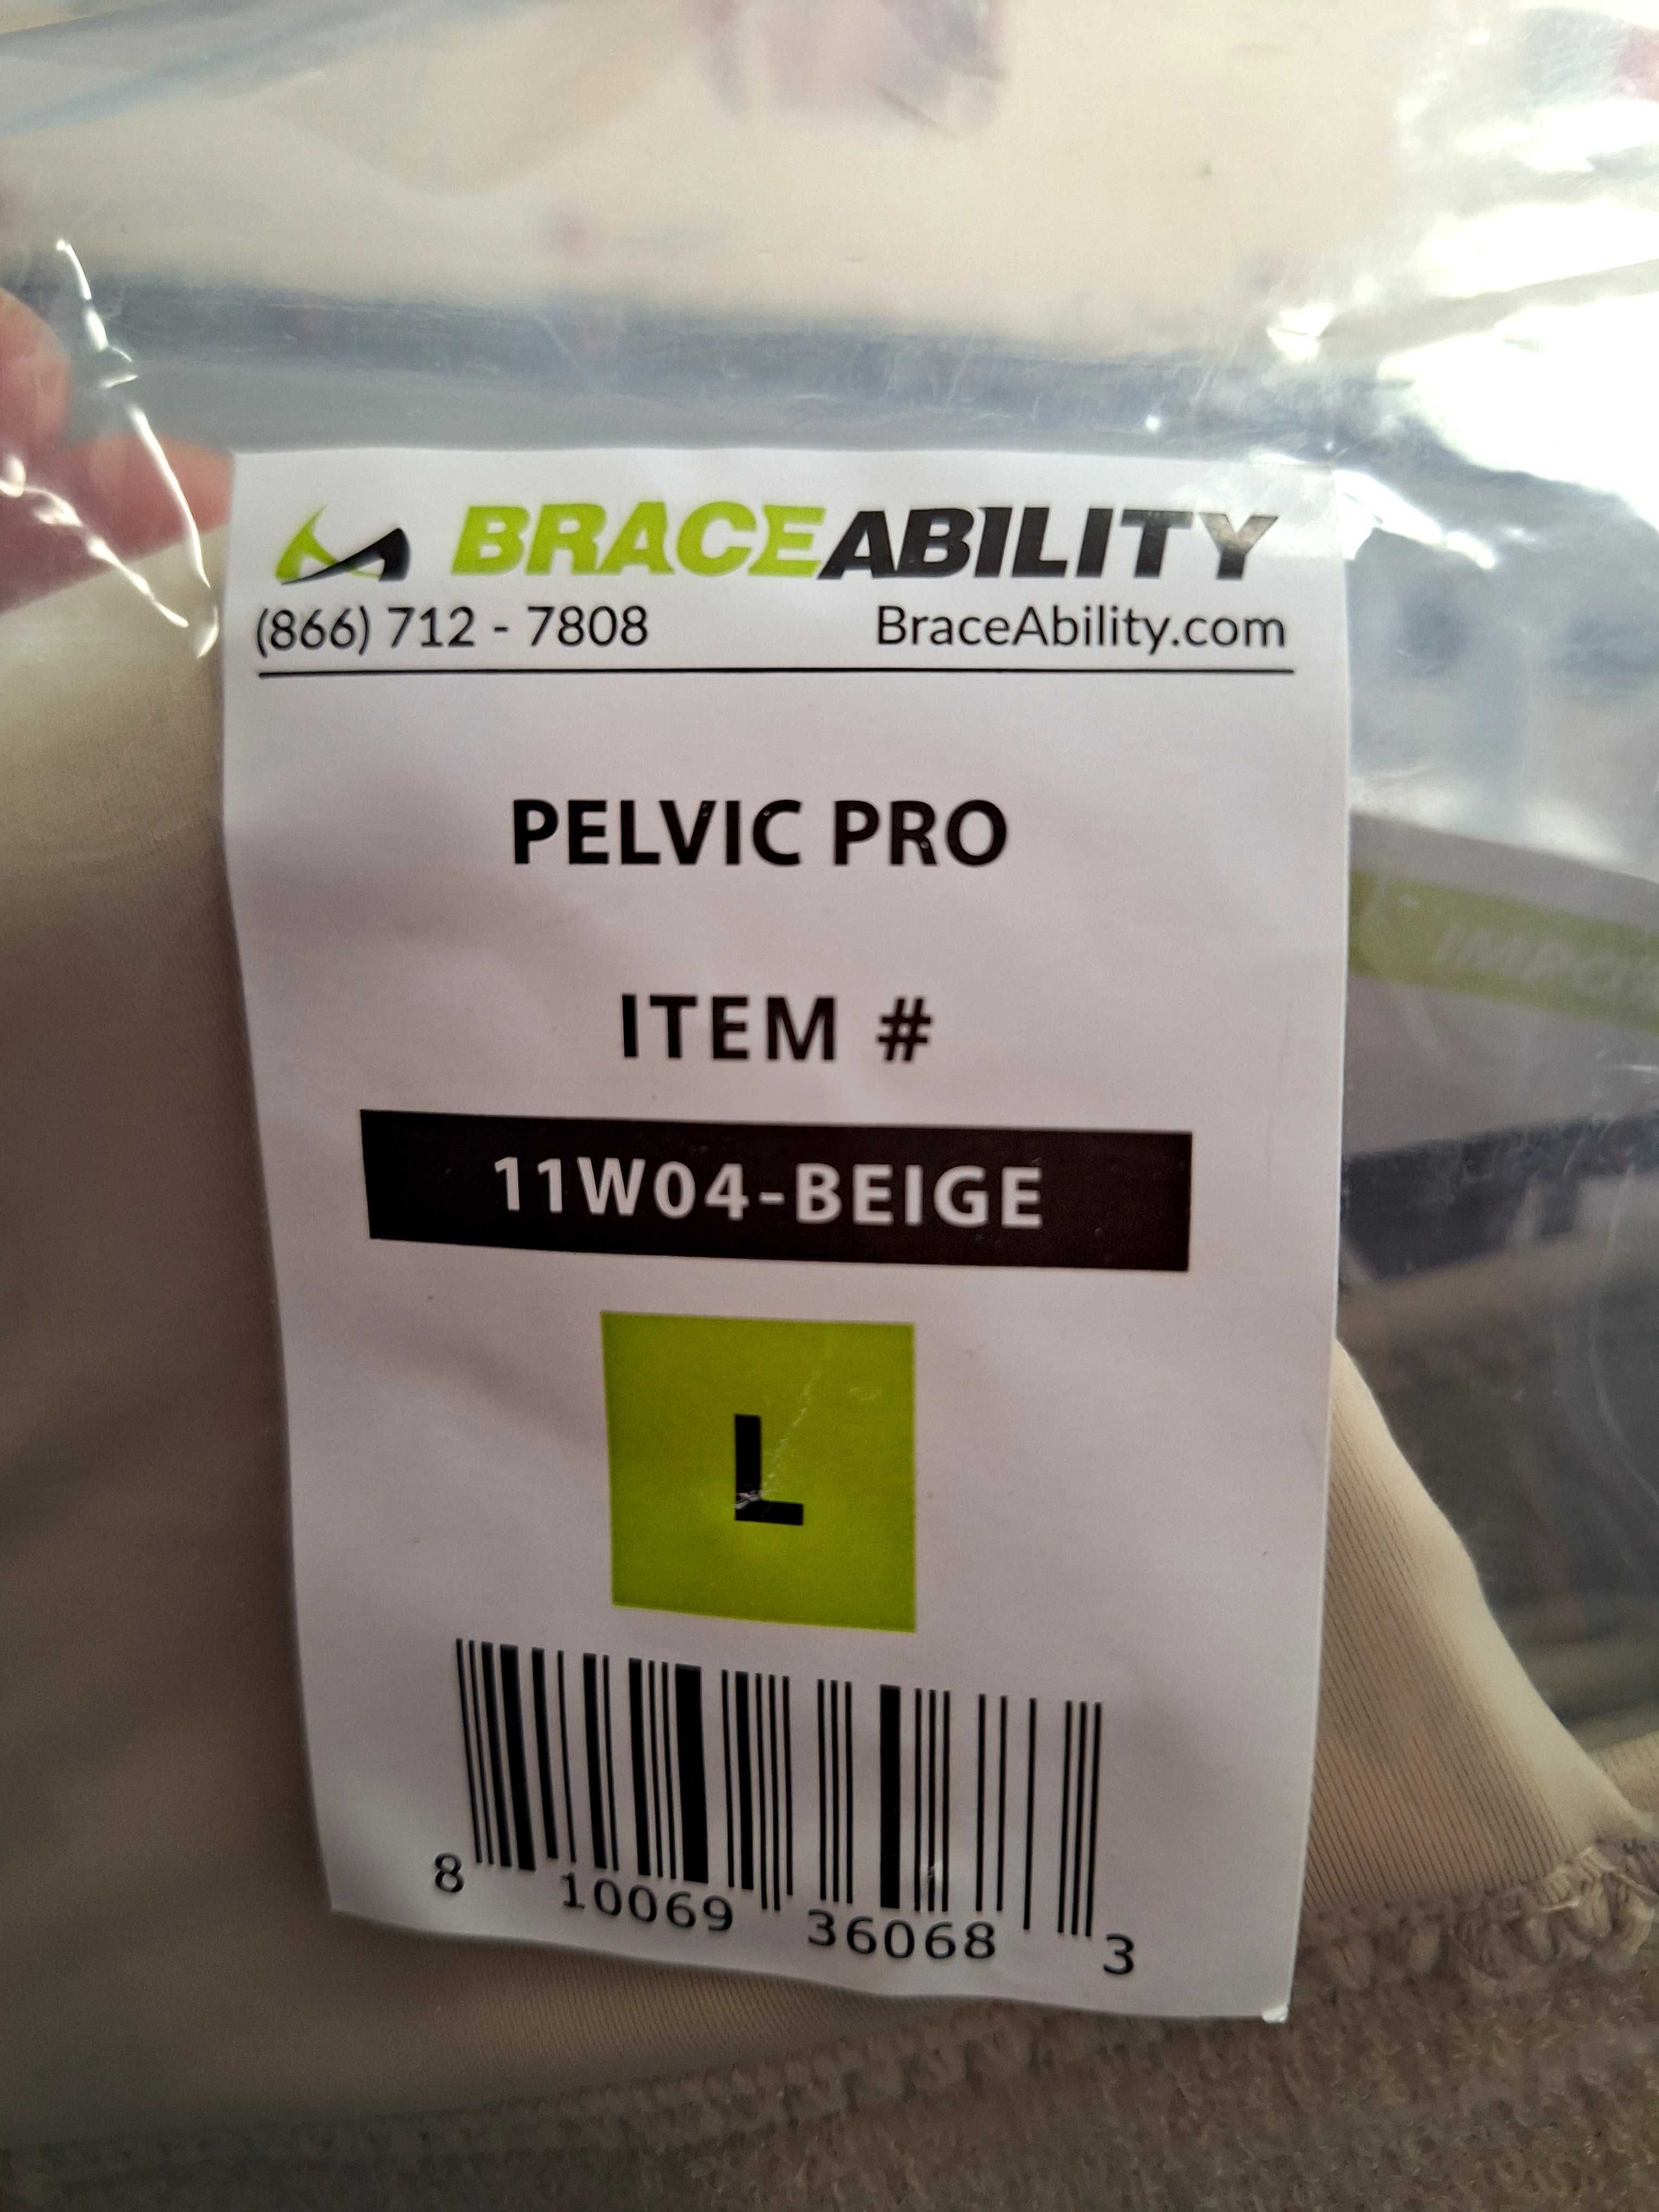 BRACEABILITY
(866) 712 - 7808 BraceAbility.com
PELVIC PRO
ITEM #
11W04-BEIGE
L
8 10069 36068 3